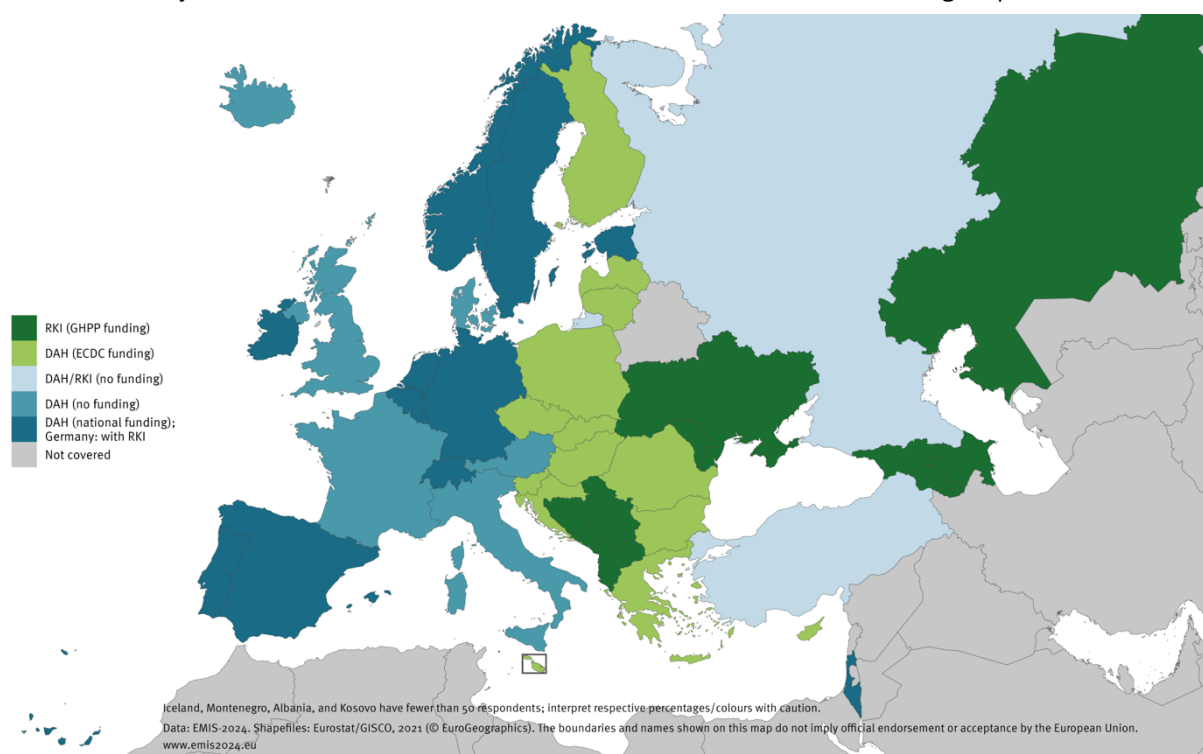 RKI (GHPP funding)
DAH (ECDC funding)
DAH/RKI (no funding)
DAH (no funding)
DAH (national funding);
Germany: with RKI
Not covered
Iceland, Montenegro, Albania, and Kosovo have fewer than 50 respondents; interpret respective percentages/colours with caution.
Data: EMIS-2024. Shapefiles: Eurostat/GISCO, 2021 (© EuroGeographics). The boundaries and names shown on this map do not imply official endorsement or acceptance by the European Union.
www.emis2024.eu